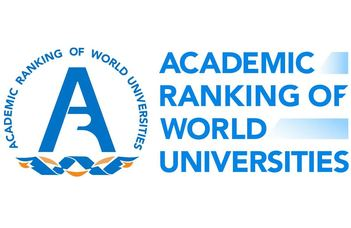 ACADEMIC RANKING OF WORLD UNIVERSITIES
A
ACADEMIC
RANKING OF
WORLD
UNIVERSITIES